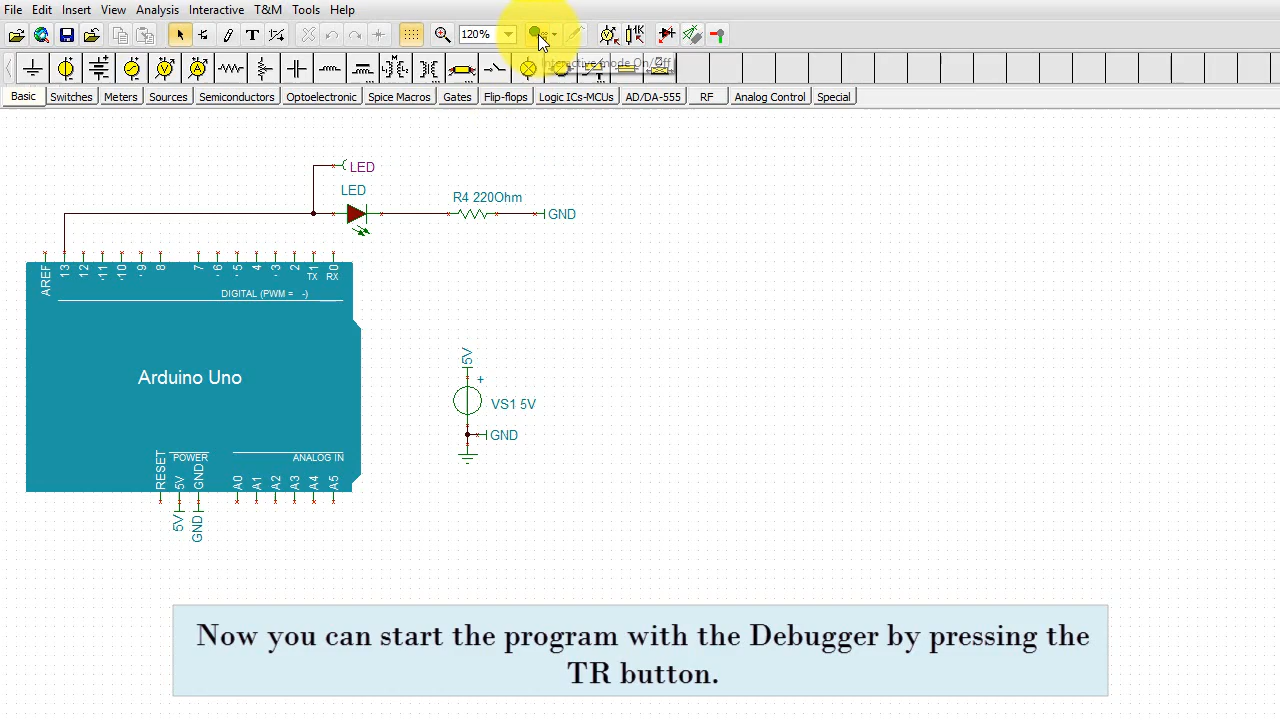 File Edit Insert View Analysis Interactive T&M Tools Help
120%
Interactive mode On/Off
Basic Switches Meters Sources Semiconductors Optoelectronic Spice Macros Gates Flip-flops Logic ICs-MCUs AD/DA-555 RF Analog Control Special
LED
LED
R4 220Ohm
GND
AREF 13 12 11 10 9 8 7 6 5 4 3 2 1 0
TX RX
DIGITAL (PWM = -)
Arduino Uno
5V
+
VS1 5V
GND
POWER
ANALOG IN
RESET 5V GND A0 A1 A2 A3 A4 A5
5V GND
Now you can start the program with the Debugger by pressing the
TR button.